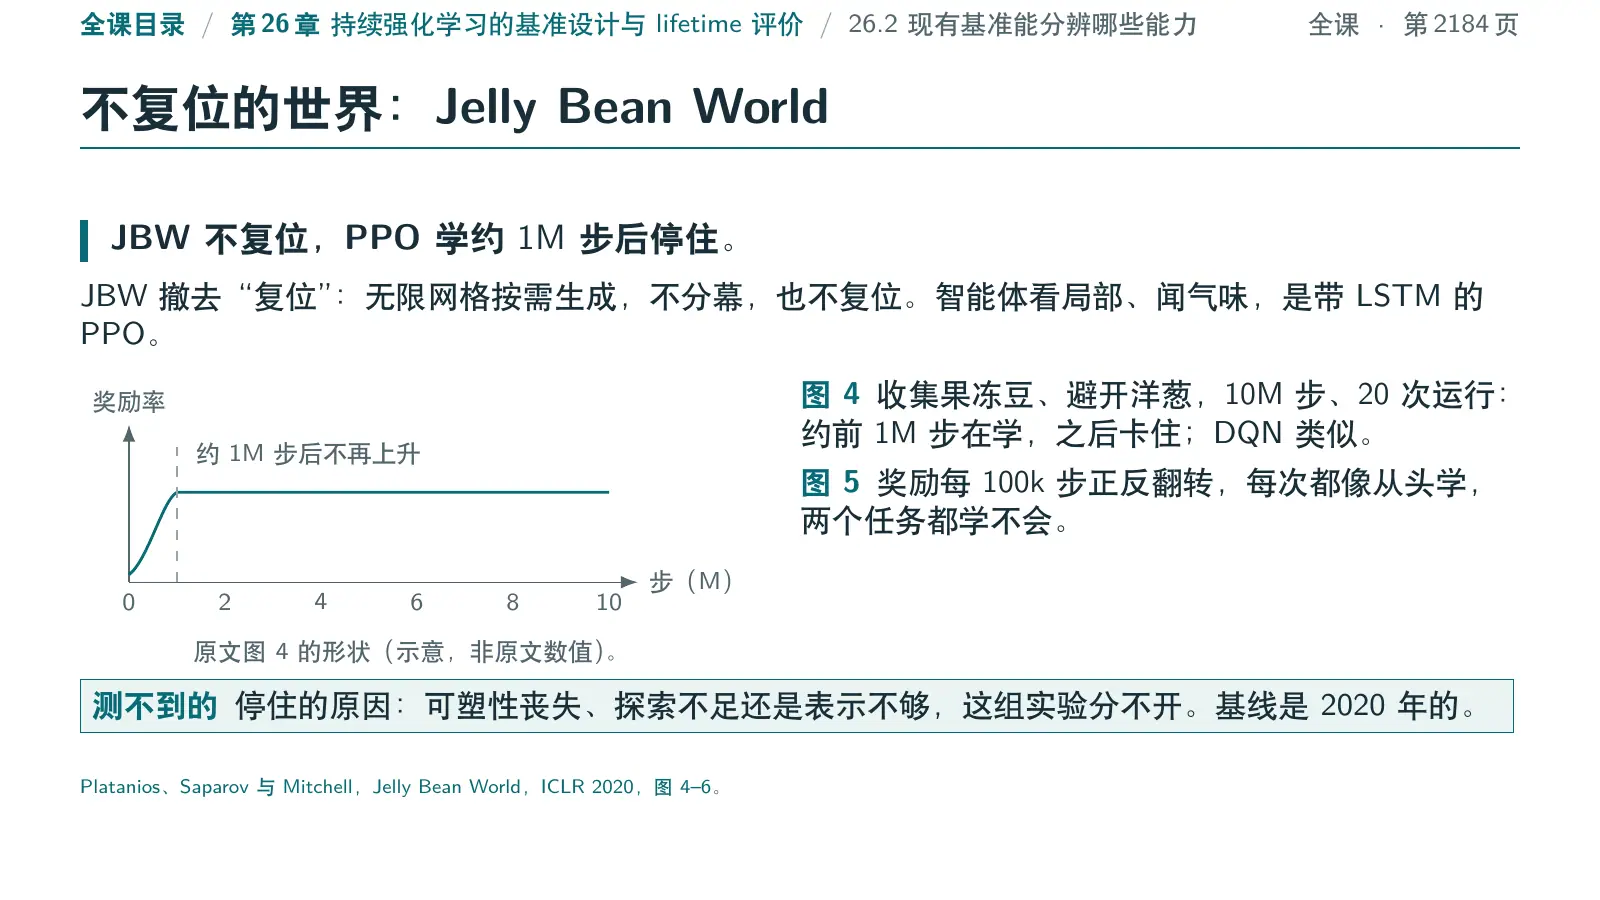 全课目录 / 第 26 章 持续强化学习的基准设计与 lifetime 评价 / 26.2 现有基准能分辨哪些能力 全课 · 第 2184 页
不复位的世界：Jelly Bean World
JBW 不复位，PPO 学约 1M 步后停住。
JBW 撤去“复位”：无限网格按需生成，不分幕，也不复位。智能体看局部、闻气味，是带 LSTM 的
PPO。
奖励率
约 1M 步后不再上升
步（M）
0 2 4 6 8 10
原文图 4 的形状（示意，非原文数值）。
图 4 收集果冻豆、避开洋葱，10M 步、20 次运行：
约前 1M 步在学，之后卡住；DQN 类似。
图 5 奖励每 100k 步正反翻转，每次都像从头学，
两个任务都学不会。
测不到的 停住的原因：可塑性丧失、探索不足还是表示不够，这组实验分不开。基线是 2020 年的。
Platanios、Saparov 与 Mitchell，Jelly Bean World，ICLR 2020，图 4–6。